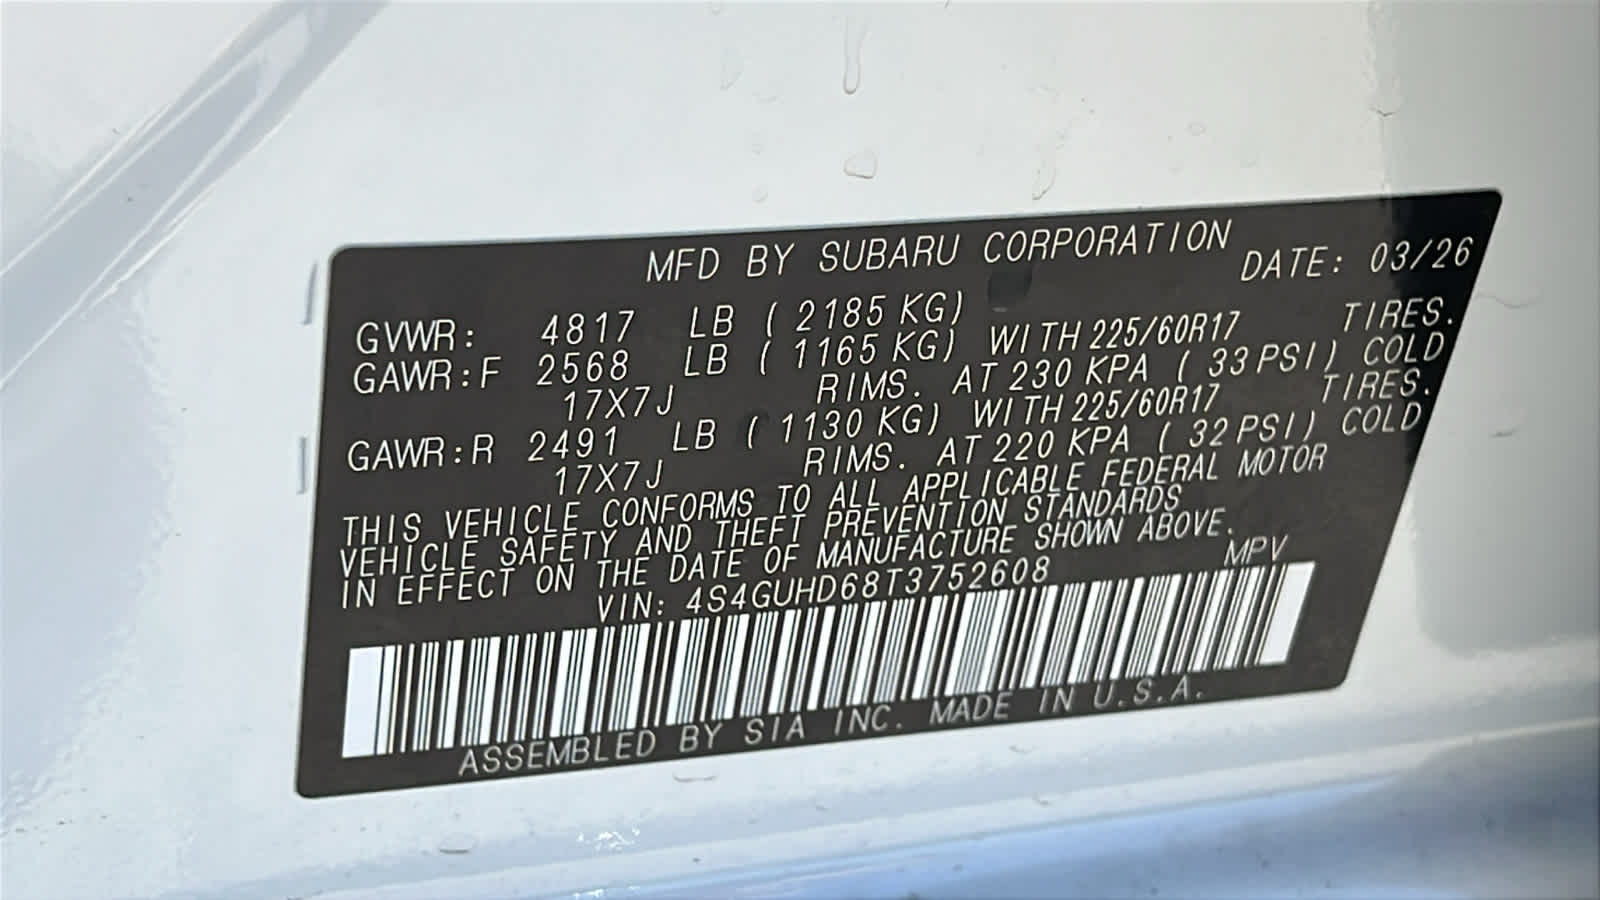 MFD BY SUBARU CORPORATION DATE: 03/26
GVWR: 4817 LB ( 2185 KG)
GAWR:F 2568 LB ( 1165 KG) WITH 225/60R17 TIRES.
17X7J RIMS. AT 230 KPA ( 33 PSI) COLD
GAWR:R 2491 LB ( 1130 KG) WITH 225/60R17 TIRES.
17X7J RIMS. AT 220 KPA ( 32 PSI) COLD
THIS VEHICLE CONFORMS TO ALL APPLICABLE FEDERAL MOTOR
VEHICLE SAFETY AND THEFT PREVENTION STANDARDS
IN EFFECT ON THE DATE OF MANUFACTURE SHOWN ABOVE.
VIN: 4S4GUHD68T3752608 MPV
ASSEMBLED BY SIA INC. MADE IN U.S.A.